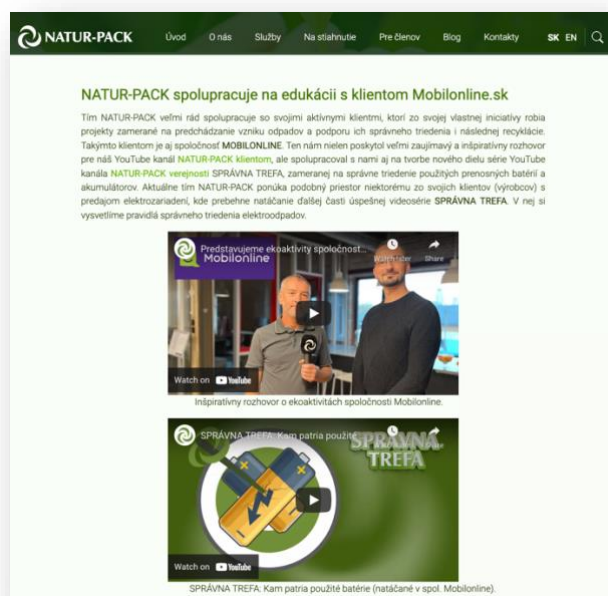 NATUR-PACK
Úvod O nás Služby Na stiahnutie Pre členov Blog Kontakty SK EN
NATUR-PACK spolupracuje na edukácii s klientom Mobilonline.sk
Tím NATUR-PACK veľmi rád spolupracuje so svojimi aktívnymi klientmi, ktorí zo svojej vlastnej iniciatívy robia
projekty zamerané na predchádzanie vzniku odpadov a podporu ich správneho triedenia i následnej recyklácie.
Takýmto klientom je aj spoločnosť MOBILONLINE. Ten nám nielen poskytol veľmi zaujímavý a inšpiratívny rozhovor
pre náš YouTube kanál NATUR-PACK klientom, ale spolupracoval s nami aj na tvorbe nového dielu série YouTube
kanála NATUR-PACK verejnosti SPRÁVNA TREFA, zameranej na správne triedenie použitých prenosných batérií a
akumulátorov. Aktuálne tím NATUR-PACK ponúka podobný priestor niektorému zo svojich klientov (výrobcov) s
predajom elektrozariadení, kde prebehne natáčanie ďalšej časti úspešnej videosérie SPRÁVNA TREFA. V nej si
vysvetlíme pravidlá správneho triedenia elektroodpadov.
Predstavujeme ekoaktivity spoločnost...
Mobilonline
Watch later Share
Watch on YouTube
Inšpiratívny rozhovor o ekoaktivitách spoločnosti Mobilonline.
SPRÁVNA TREFA: Kam patria použité
SPRÁVNA
TREFA
Watch on YouTube
SPRÁVNA TREFA: Kam patria použité batérie (natáčané v spol. Mobilonline).